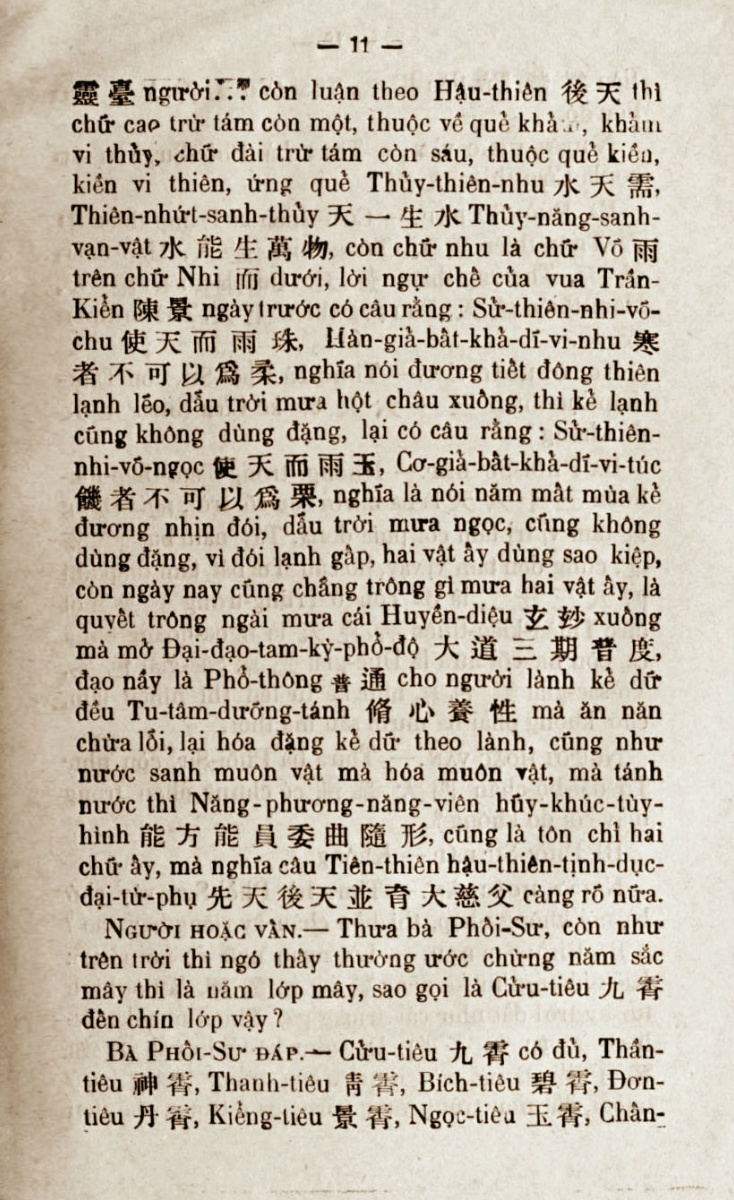 — 11 —
靈臺 người... còn luận theo Hậu-thiên 後天 thì
chữ cao trừ tám còn một, thuộc về quẻ khảm, khảm
vi thủy, chữ đài trừ tám còn sáu, thuộc quẻ kiền,
kiền vi thiên, ứng quẻ Thủy-thiên-nhu 水天需,
Thiên-nhứt-sanh-thủy 天一生水 Thủy-năng-sanh-
vạn-vật 水能生萬物, còn chữ nhu là chữ Võ 雨
trên chữ Nhi 而 dưới, lời ngự chế của vua Trần-
Kiển 陳景 ngày trước có câu rằng : Sử-thiên-nhi-võ-
chu 使天而雨珠, Hàn-giả-bất-khả-dĩ-vi-nhu 寒
者不可以爲柔, nghĩa nói đương tiết đông thiên
lạnh lẽo, dẩu trời mưa hột châu xuống, thì kẻ lạnh
cũng không dùng đặng, lại có câu rằng : Sử-thiên-
nhi-võ-ngọc 使天而雨玉, Cơ-giả-bất-khả-dĩ-vi-túc
饑者不可以爲粟, nghĩa là nói năm mất mùa kẻ
đương nhịn đói, dẩu trời mưa ngọc, cũng không
dùng đặng, vì đói lạnh gấp, hai vật ấy dùng sao kiệp,
còn ngày nay cũng chẳng trông gì mưa hai vật ấy, là
quyết trông ngài mưa cái Huyền-diệu 玄玅 xuống
mà mở Đại-đạo-tam-kỳ-phổ-độ 大道三期普度,
đạo nầy là Phổ-thông 普通 cho người lành kẻ dữ
đều Tu-tâm-dưỡng-tánh 脩心養性 mà ăn năn
chừa lỗi, lại hóa đặng kẻ dữ theo lành, cũng như
nước sanh muôn vật mà hóa muôn vật, mà tánh
nước thì Năng-phương-năng-viên hủy-khúc-tùy-
hình 能方能員委曲隨形, cũng là tôn chỉ hai
chữ ấy, mà nghĩa câu Tiên-thiên hậu-thiên-tịnh-dục-
đại-từ-phụ 先天後天並育大慈父 càng rõ nữa.
NGƯỜI HOẶC VẤN.— Thưa bà Phối-Sư, còn như
trên trời thì ngó thấy thường ước chừng năm sắc
mây thì là năm lớp mây, sao gọi là Cửu-tiêu 九霄
đến chín lớp vậy ?
BÀ PHỐI-SƯ ĐÁP.— Cửu-tiêu 九霄 có đủ, Thần-
tiêu 神霄, Thanh-tiêu 靑霄, Bích-tiêu 碧霄, Đơn-
tiêu 丹霄, Kiểng-tiêu 景霄, Ngọc-tiêu 玉霄, Chân-